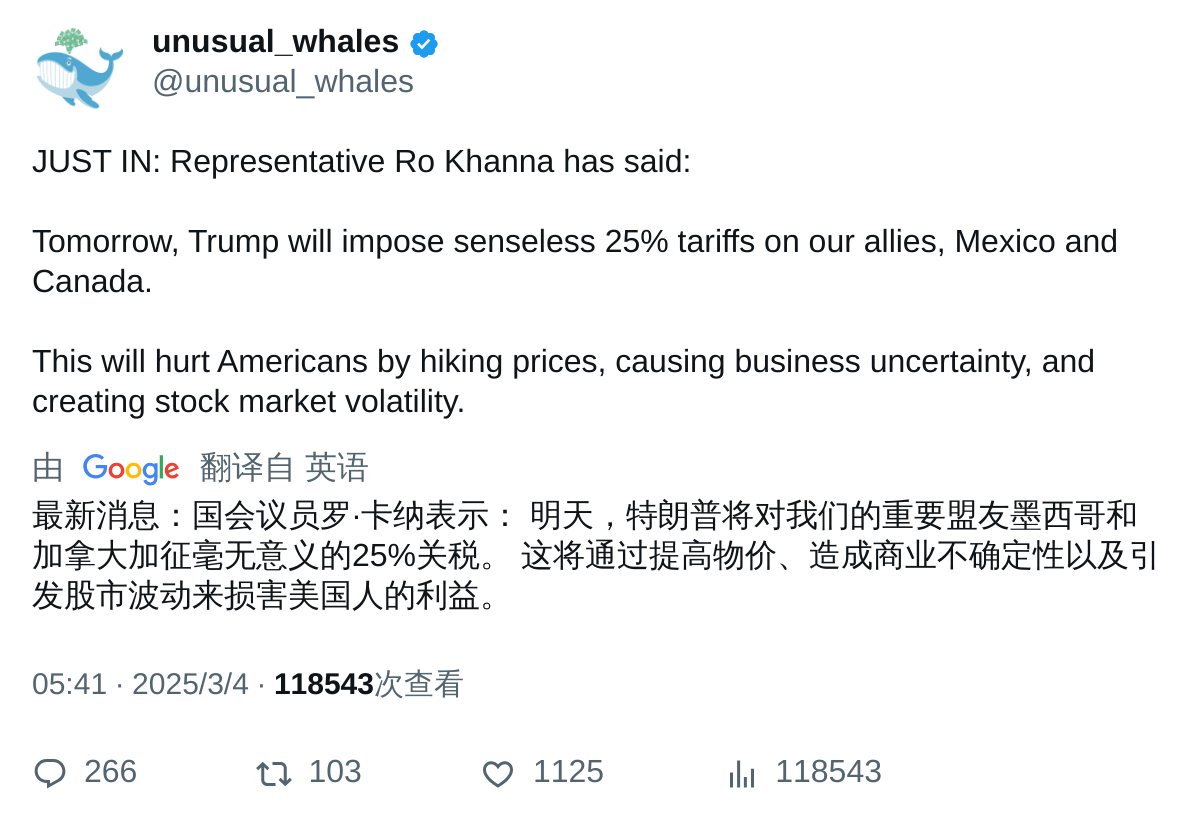 unusual_whales
@unusual_whales
JUST IN: Representative Ro Khanna has said:
Tomorrow, Trump will impose senseless 25% tariffs on our allies, Mexico and
Canada.
This will hurt Americans by hiking prices, causing business uncertainty, and
creating stock market volatility.
由 Google 翻译自 英语
最新消息：国会议员罗·卡纳表示： 明天，特朗普将对我们的重要盟友墨西哥和
加拿大加征毫无意义的25%关税。 这将通过提高物价、造成商业不确定性以及引
发股市波动来损害美国人的利益。
05:41 · 2025/3/4 · 118543次查看
266 103 1125 118543